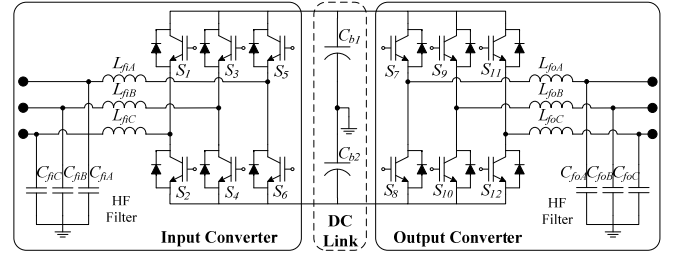 L_fiA
L_fiB
L_fiC
C_fiC C_fiB C_fiA
HF
Filter
S_1 S_3 S_5
S_2 S_4 S_6
Input Converter
C_b1
C_b2
DC
Link
S_7 S_9 S_11
S_8 S_10 S_12
Output Converter
L_foA
L_foB
L_foC
C_foA C_foB C_foC
HF
Filter